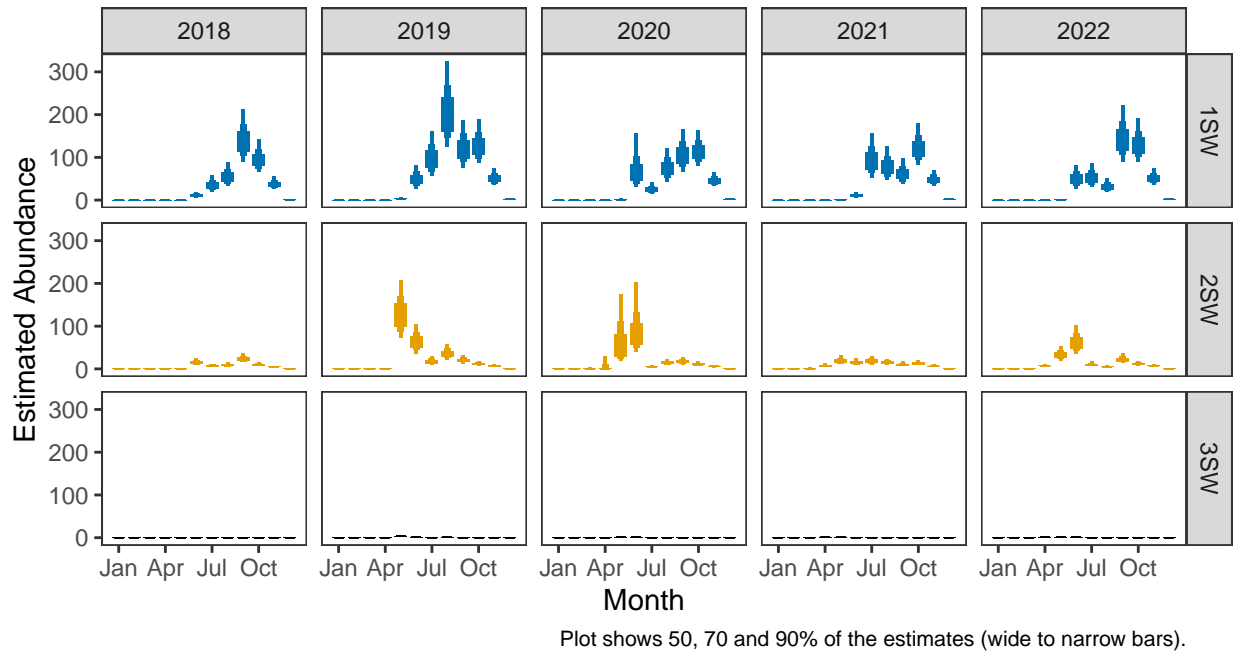 2018 2019 2020 2021 2022
Estimated Abundance
300
200
100
0
1SW
300
200
100
0
2SW
300
200
100
0
3SW
Jan Apr Jul Oct Jan Apr Jul Oct Jan Apr Jul Oct Jan Apr Jul Oct Jan Apr Jul Oct
Month
Plot shows 50, 70 and 90% of the estimates (wide to narrow bars).